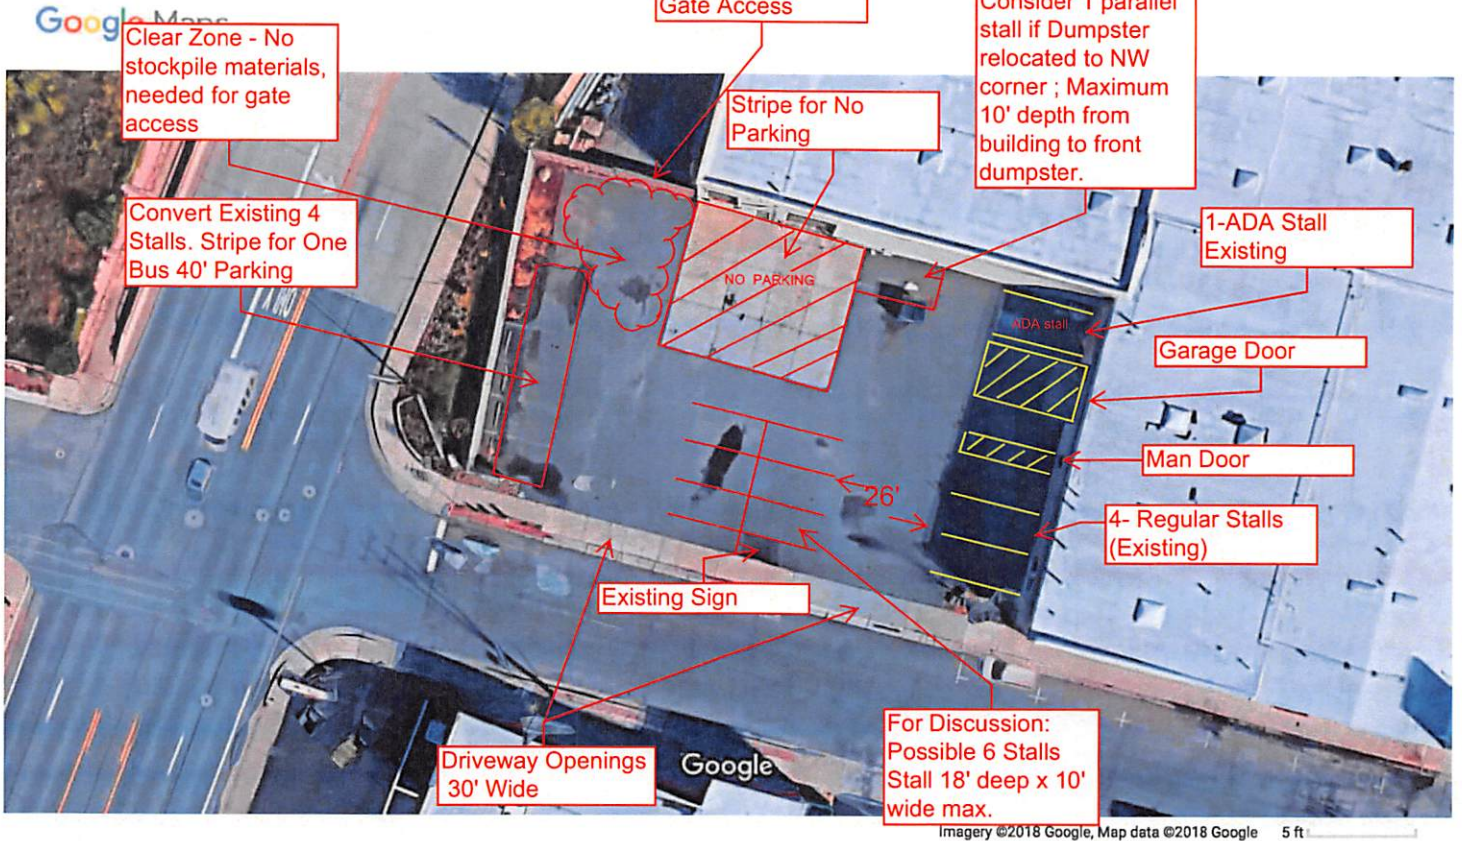 Google Maps
Gate Access
Consider 1 parallel
stall if Dumpster
relocated to NW
corner ; Maximum
10' depth from
building to front
dumpster.
Clear Zone - No
stockpile materials,
needed for gate
access
Stripe for No
Parking
Convert Existing 4
Stalls. Stripe for One
Bus 40' Parking
1-ADA Stall
Existing
NO PARKING
ADA stall
Garage Door
Man Door
26'
4- Regular Stalls
(Existing)
Existing Sign
For Discussion:
Possible 6 Stalls
Stall 18' deep x 10'
wide max.
Driveway Openings
30' Wide
Google
Imagery ©2018 Google, Map data ©2018 Google 5 ft